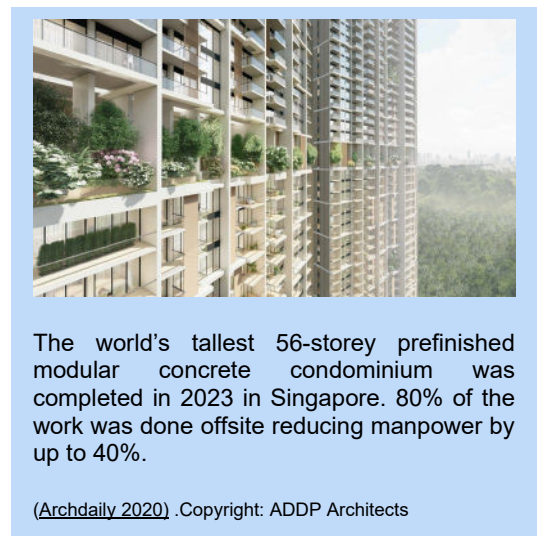 The world’s tallest 56-storey prefinished
modular concrete condominium was
completed in 2023 in Singapore. 80% of the
work was done offsite reducing manpower by
up to 40%.
(Archdaily 2020) .Copyright: ADDP Architects